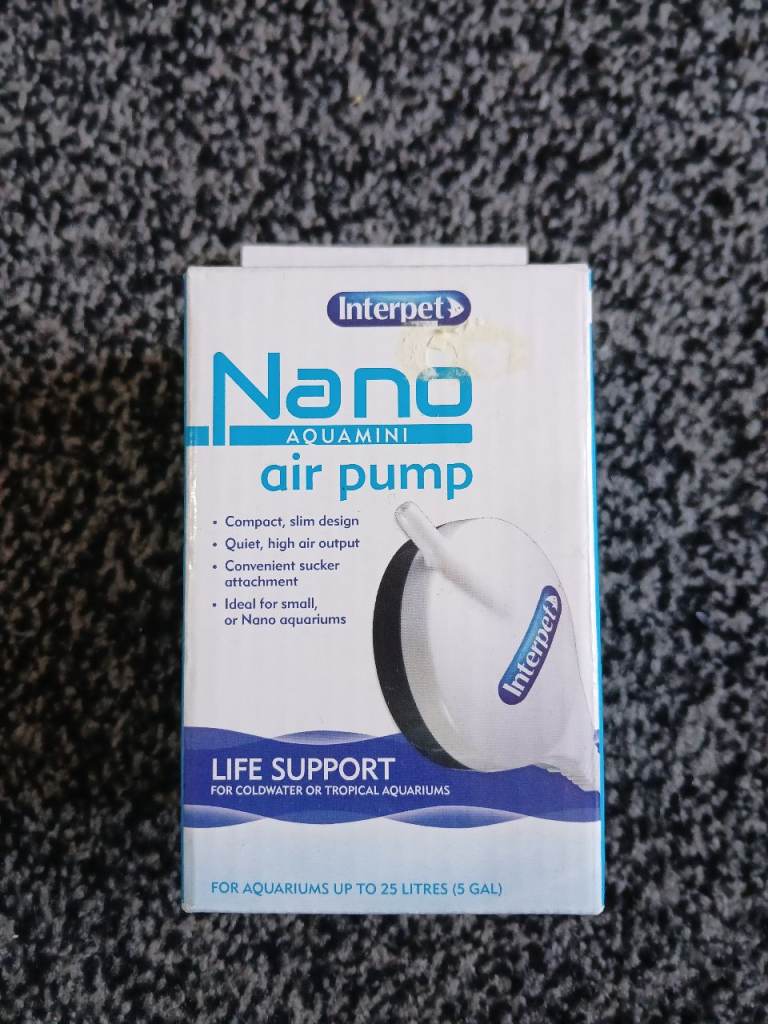 Interpet
Nano
AQUAMINI
air pump
• Compact, slim design
• Quiet, high air output
• Convenient sucker
attachment
• Ideal for small,
or Nano aquariums
Interpet
LIFE SUPPORT
FOR COLDWATER OR TROPICAL AQUARIUMS
FOR AQUARIUMS UP TO 25 LITRES (5 GAL)